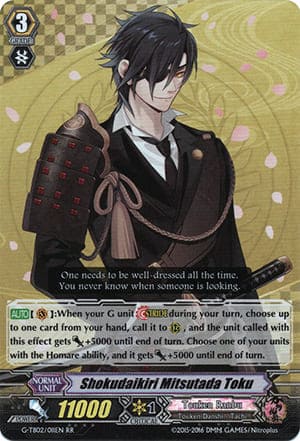 3
GRADE
One needs to be well-dressed all the time.
You never know when someone is looking.
AUTO [ ]:When your G unit STRIDE during your turn, choose up
to one card from your hand, call it to , and the unit called with
this effect gets +5000 until end of turn. Choose one of your units
with the Homare ability, and it gets +5000 until end of turn.
NORMAL
UNIT
Shokudaikiri Mitsutada Toku
POWER
11000
1
CRITICAL
Touken Ranbu
Touken Danshi - Tachi
G-TB02/011EN RR
©2015-2016 DMM GAMES/Nitroplus